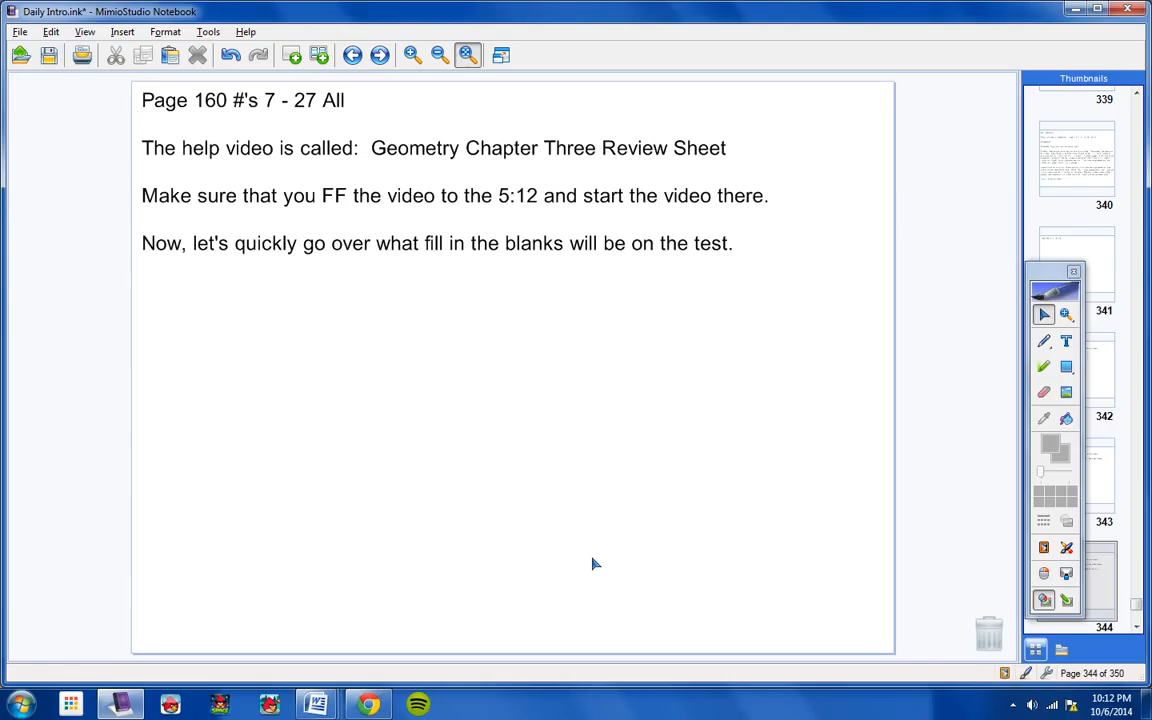 Daily Intro.ink* - MimioStudio Notebook
File Edit View Insert Format Tools Help
Thumbnails
Page 160 #'s 7 - 27 All
The help video is called: Geometry Chapter Three Review Sheet
Make sure that you FF the video to the 5:12 and start the video there.
Now, let's quickly go over what fill in the blanks will be on the test.
339
340
341
342
343
344
Page 344 of 350
10:12 PM
10/6/2014